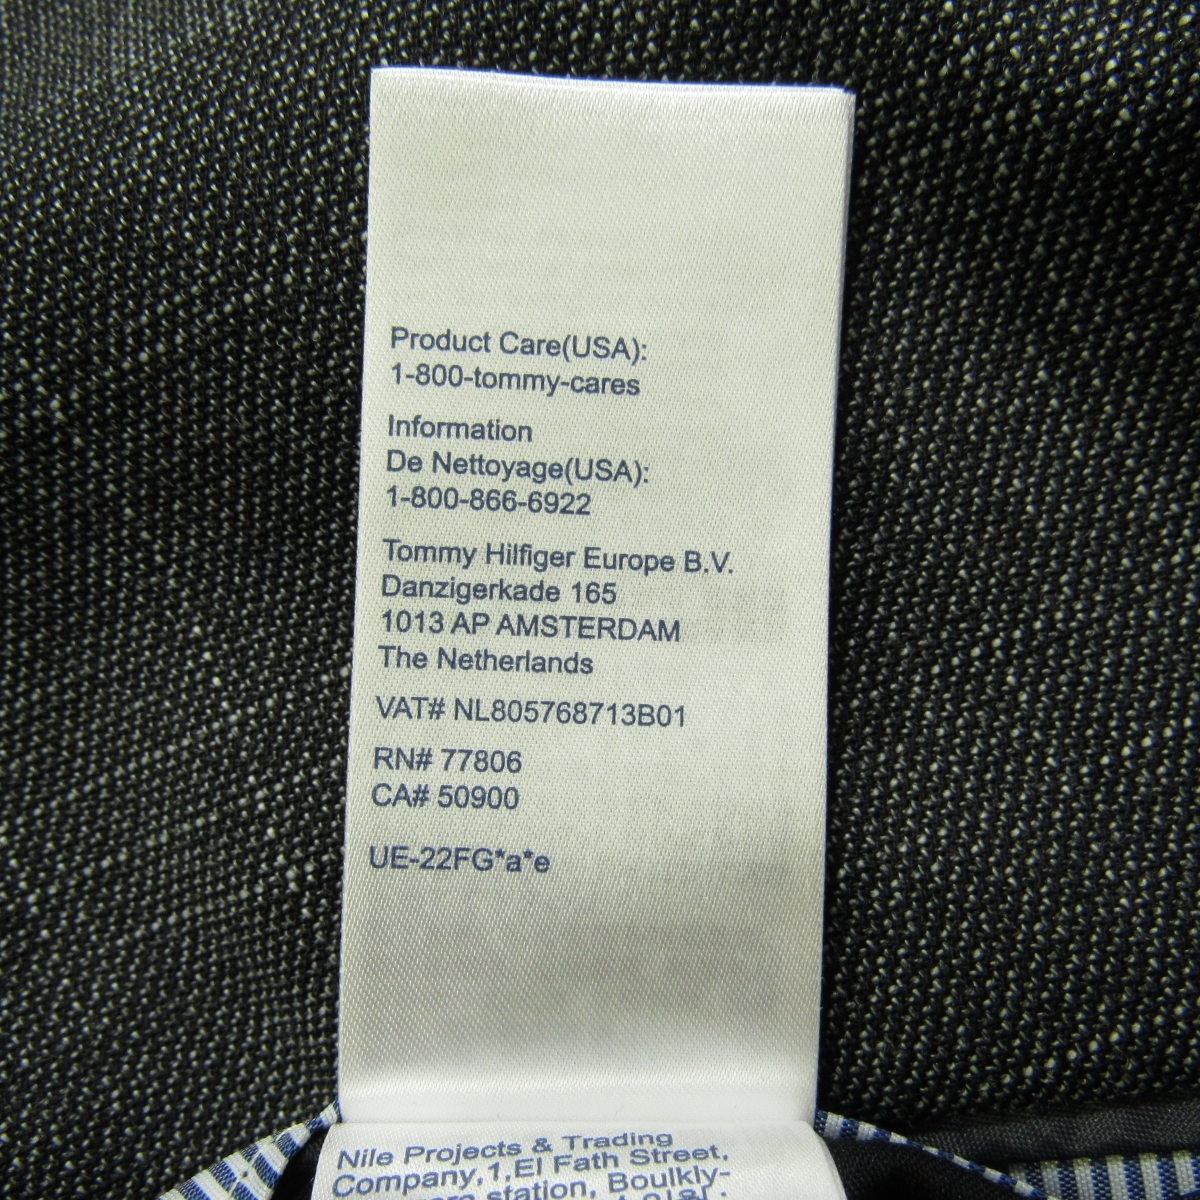 Product Care(USA):
1-800-tommy-cares
Information
De Nettoyage(USA):
1-800-866-6922
Tommy Hilfiger Europe B.V.
Danzigerkade 165
1013 AP AMSTERDAM
The Netherlands
VAT# NL805768713B01
RN# 77806
CA# 50900
UE-22FG*a*e
Nile Projects & Trading
Company,1,El Fath Street,
station, Boulkly-